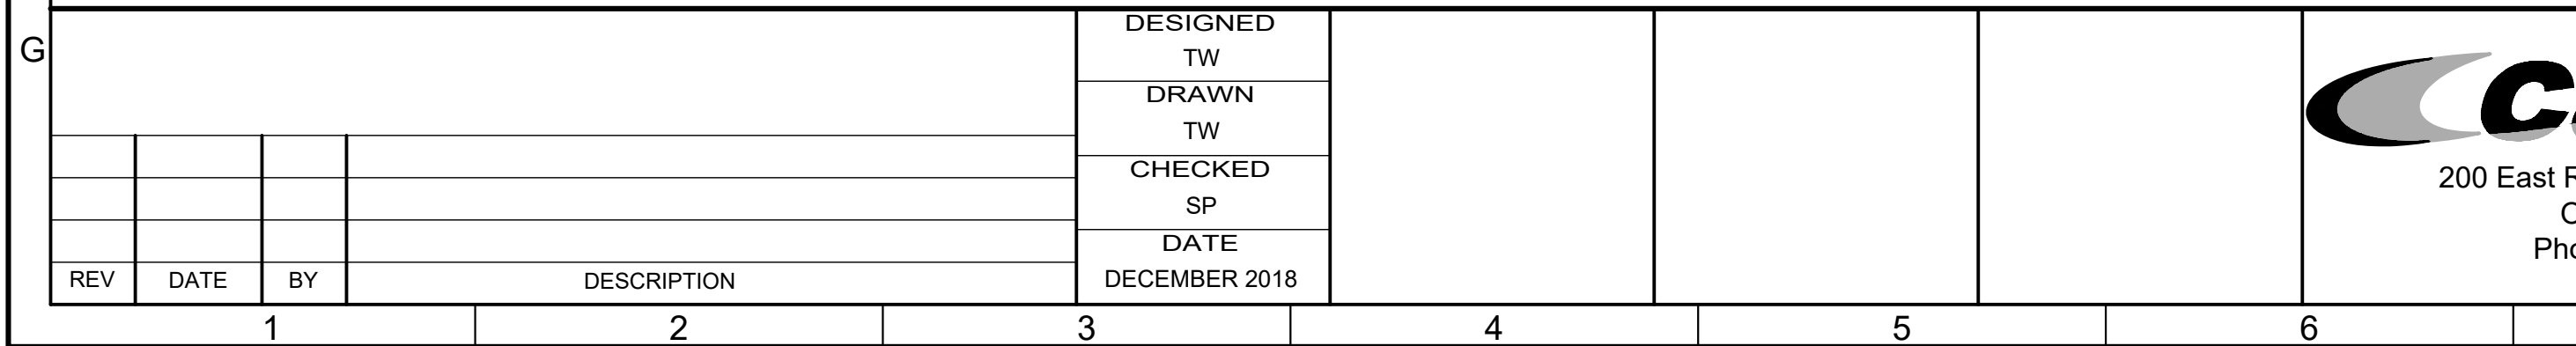 G
DESIGNED
TW
DRAWN
TW
CHECKED
SP
DATE
DECEMBER 2018
REV DATE BY DESCRIPTION
200 East
1 2 3 4 5 6